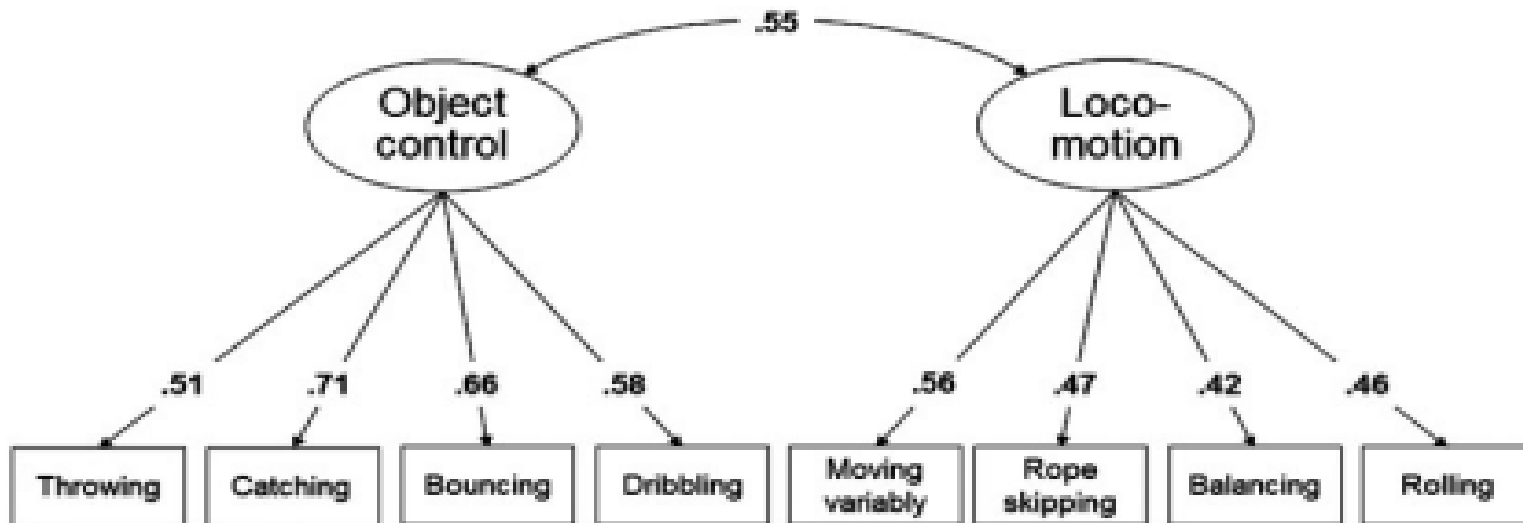 .55
Object
control
Loco-
motion
.51 .71 .66 .58 .56 .47 .42 .46
Throwing
Catching
Bouncing
Dribbling
Moving
variably
Rope
skipping
Balancing
Rolling